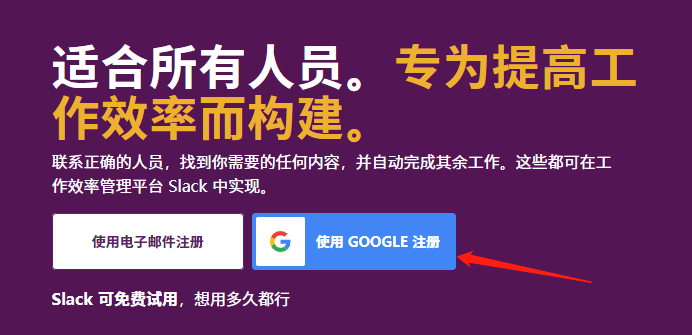 适合所有人员。专为提高工
作效率而构建。
联系正确的人员，找到你需要的任何内容，并自动完成其余工作。这些都可在工
作效率管理平台 Slack 中实现。
使用电子邮件注册
使用 GOOGLE 注册
Slack 可免费试用，想用多久都行